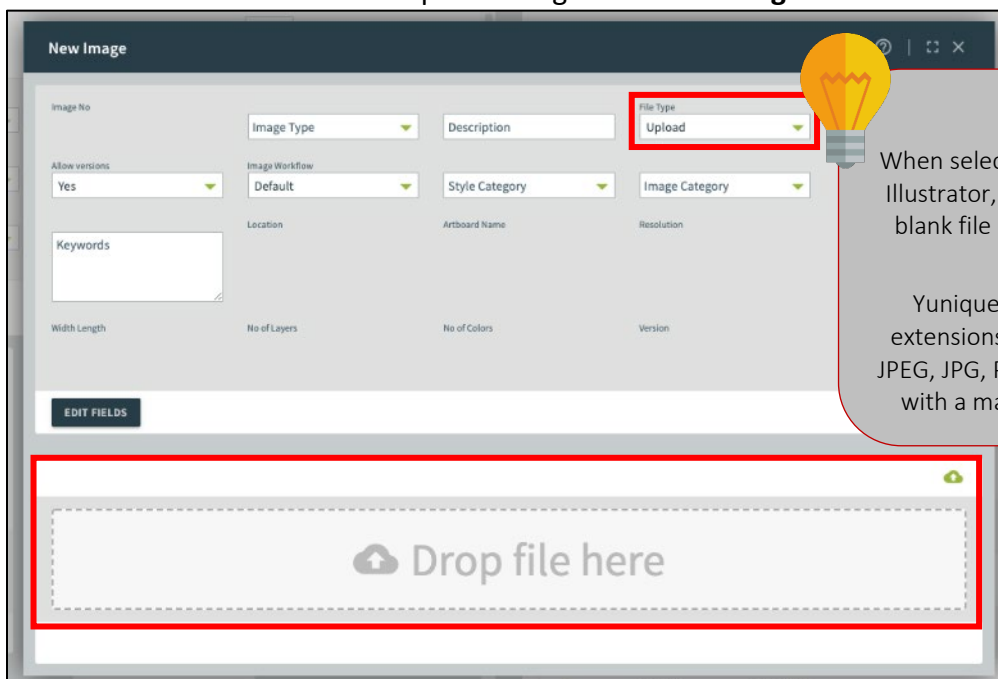 New Image
Image No
Image Type
Description
File Type
Upload
Allow versions
Yes
Image Workflow
Default
Style Category
Image Category
Keywords
Location
Artboard Name
Resolution
Width Length
No of Layers
No of Colors
Version
EDIT FIELDS
When selec
Illustrator,
blank file
Yunique
extensions
JPEG, JPG,
with a ma
Drop file here